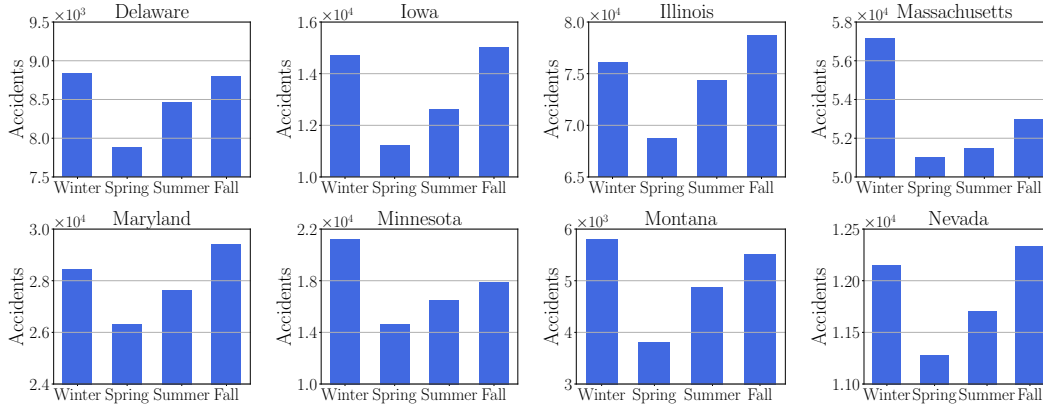 Delaware
×10³
Accidents
9.5
9.0
8.5
8.0
7.5
Winter Spring Summer Fall
Iowa
×10⁴
Accidents
1.6
1.4
1.2
1.0
Winter Spring Summer Fall
Illinois
×10⁴
Accidents
8.0
7.5
7.0
6.5
Winter Spring Summer Fall
Massachusetts
×10⁴
Accidents
5.8
5.6
5.4
5.2
5.0
Winter Spring Summer Fall
Maryland
×10⁴
Accidents
3.0
2.8
2.6
2.4
Winter Spring Summer Fall
Minnesota
×10⁴
Accidents
2.2
1.8
1.4
1.0
Winter Spring Summer Fall
Montana
×10³
Accidents
6
5
4
3
Winter Spring Summer Fall
Nevada
×10⁴
Accidents
1.25
1.20
1.15
1.10
Winter Spring Summer Fall